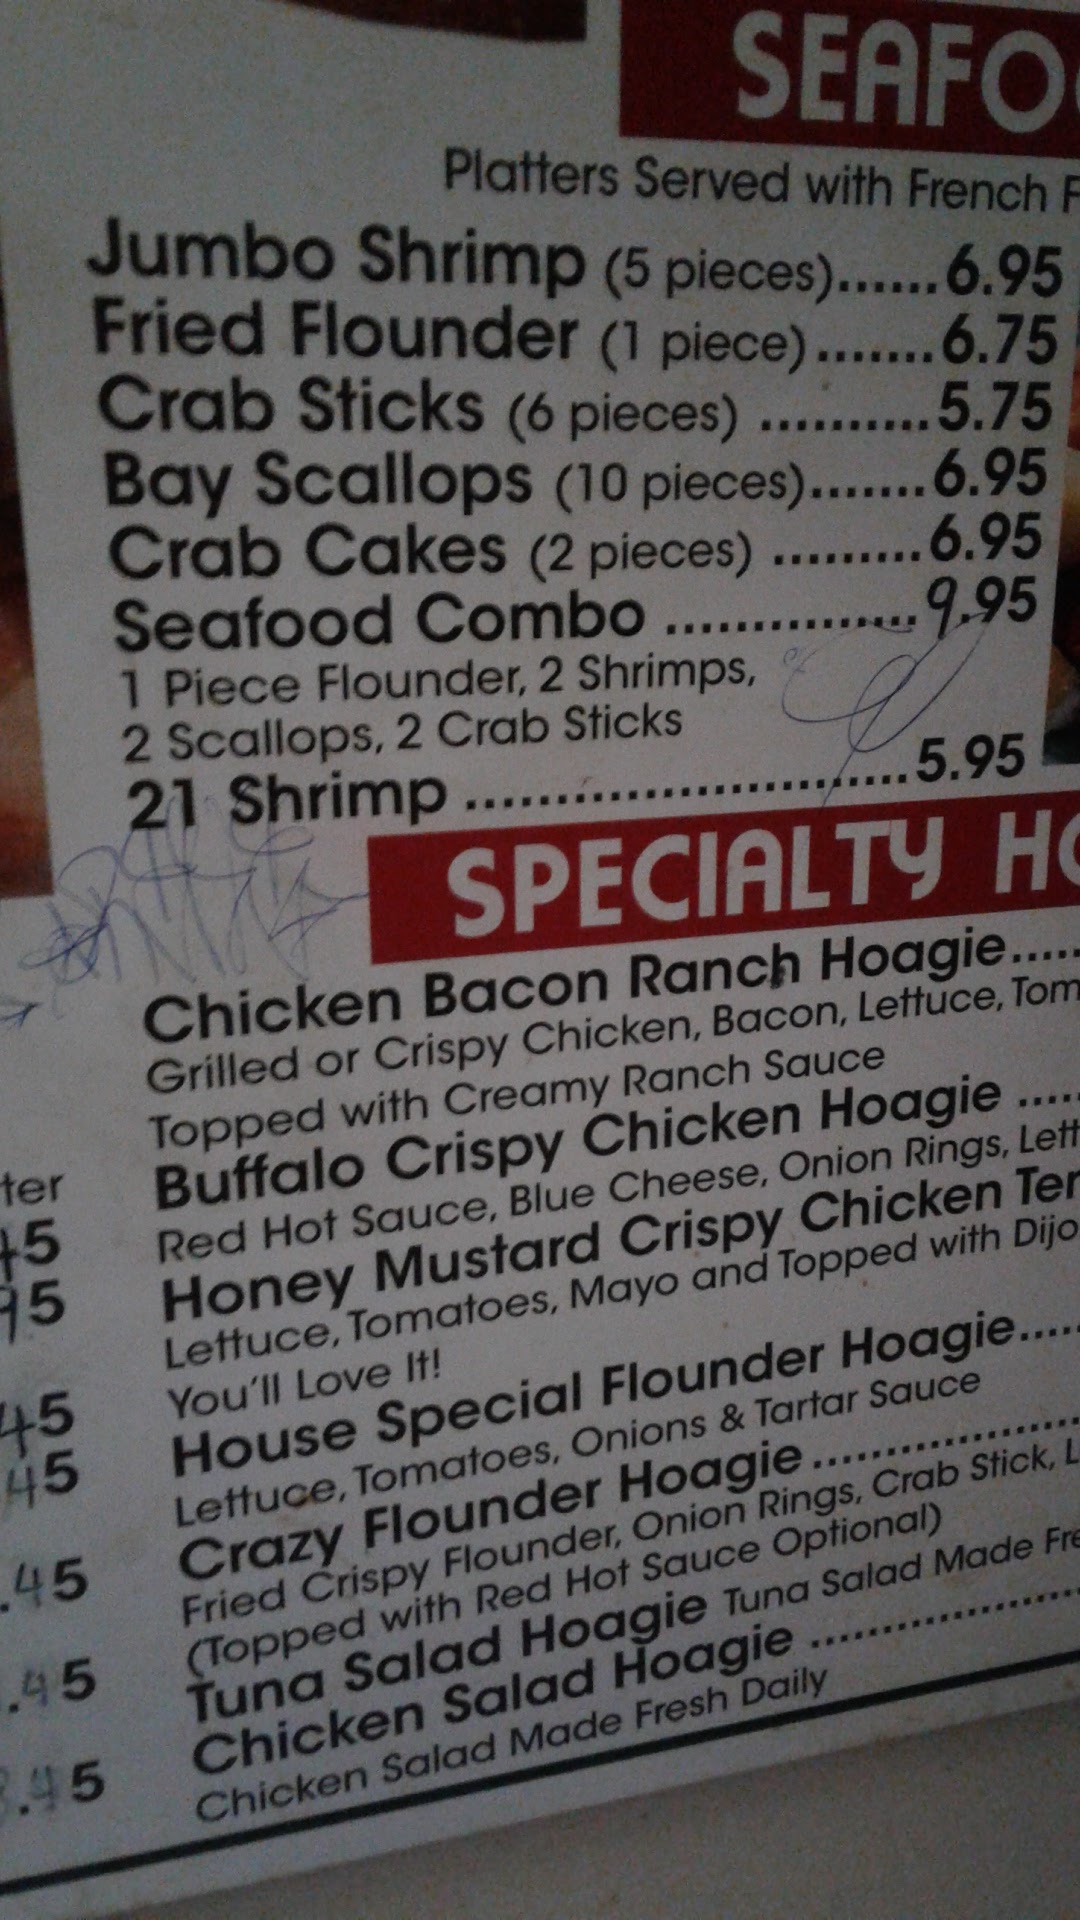 SEAFO
Platters Served with French F
Jumbo Shrimp (5 pieces)......6.95
Fried Flounder (1 piece).......6.75
Crab Sticks (6 pieces) ..........5.75
Bay Scallops (10 pieces).......6.95
Crab Cakes (2 pieces) .........6.95
Seafood Combo ...............9.95
1 Piece Flounder, 2 Shrimps,
2 Scallops, 2 Crab Sticks
21 Shrimp ..............................5.95
SPECIALTY HO
Chicken Bacon Ranch Hoagie.....
Grilled or Crispy Chicken, Bacon, Lettuce, Tom
Topped with Creamy Ranch Sauce
Buffalo Crispy Chicken Hoagie .....
Red Hot Sauce, Blue Cheese, Onion Rings, Lett
Honey Mustard Crispy Chicken Ten
Lettuce, Tomatoes, Mayo and Topped with Dijo
You'll Love It!
House Special Flounder Hoagie.....
Lettuce, Tomatoes, Onions & Tartar Sauce
Crazy Flounder Hoagie...................
Fried Crispy Flounder, Onion Rings, Crab Stick, L
(Topped with Red Hot Sauce Optional)
Tuna Salad Hoagie Tuna Salad Made Fre
Chicken Salad Hoagie ...................
Chicken Salad Made Fresh Daily
ter
45
95
45
45
.45
.45
.45